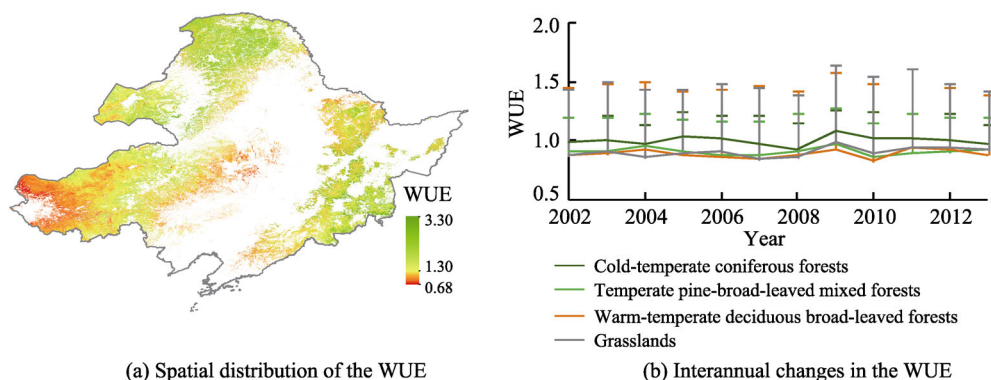 WUE
3.30
1.30
0.68
(a) Spatial distribution of the WUE
2.0
1.5
1.0
0.5
WUE
2002
2004
2006
2008
2010
2012
Year
Cold-temperate coniferous forests
Temperate pine-broad-leaved mixed forests
Warm-temperate deciduous broad-leaved forests
Grasslands
(b) Interannual changes in the WUE